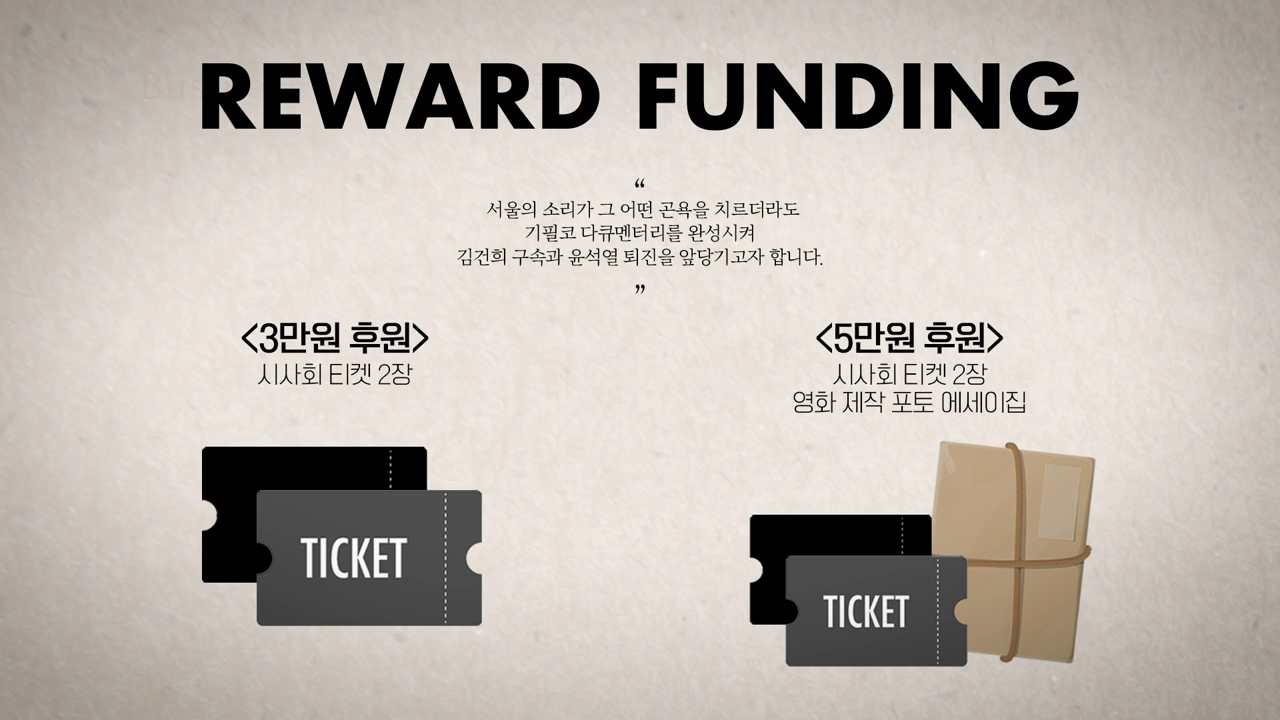 REWARD FUNDING
“
서울의 소리가 그 어떤 곤욕을 치르더라도
기필코 다큐멘터리를 완성시켜
김건희 구속과 윤석열 퇴진을 앞당기고자 합니다.
”
<3만원 후원>
시사회 티켓 2장
<5만원 후원>
시사회 티켓 2장
영화 제작 포토 에세이집
TICKET
TICKET